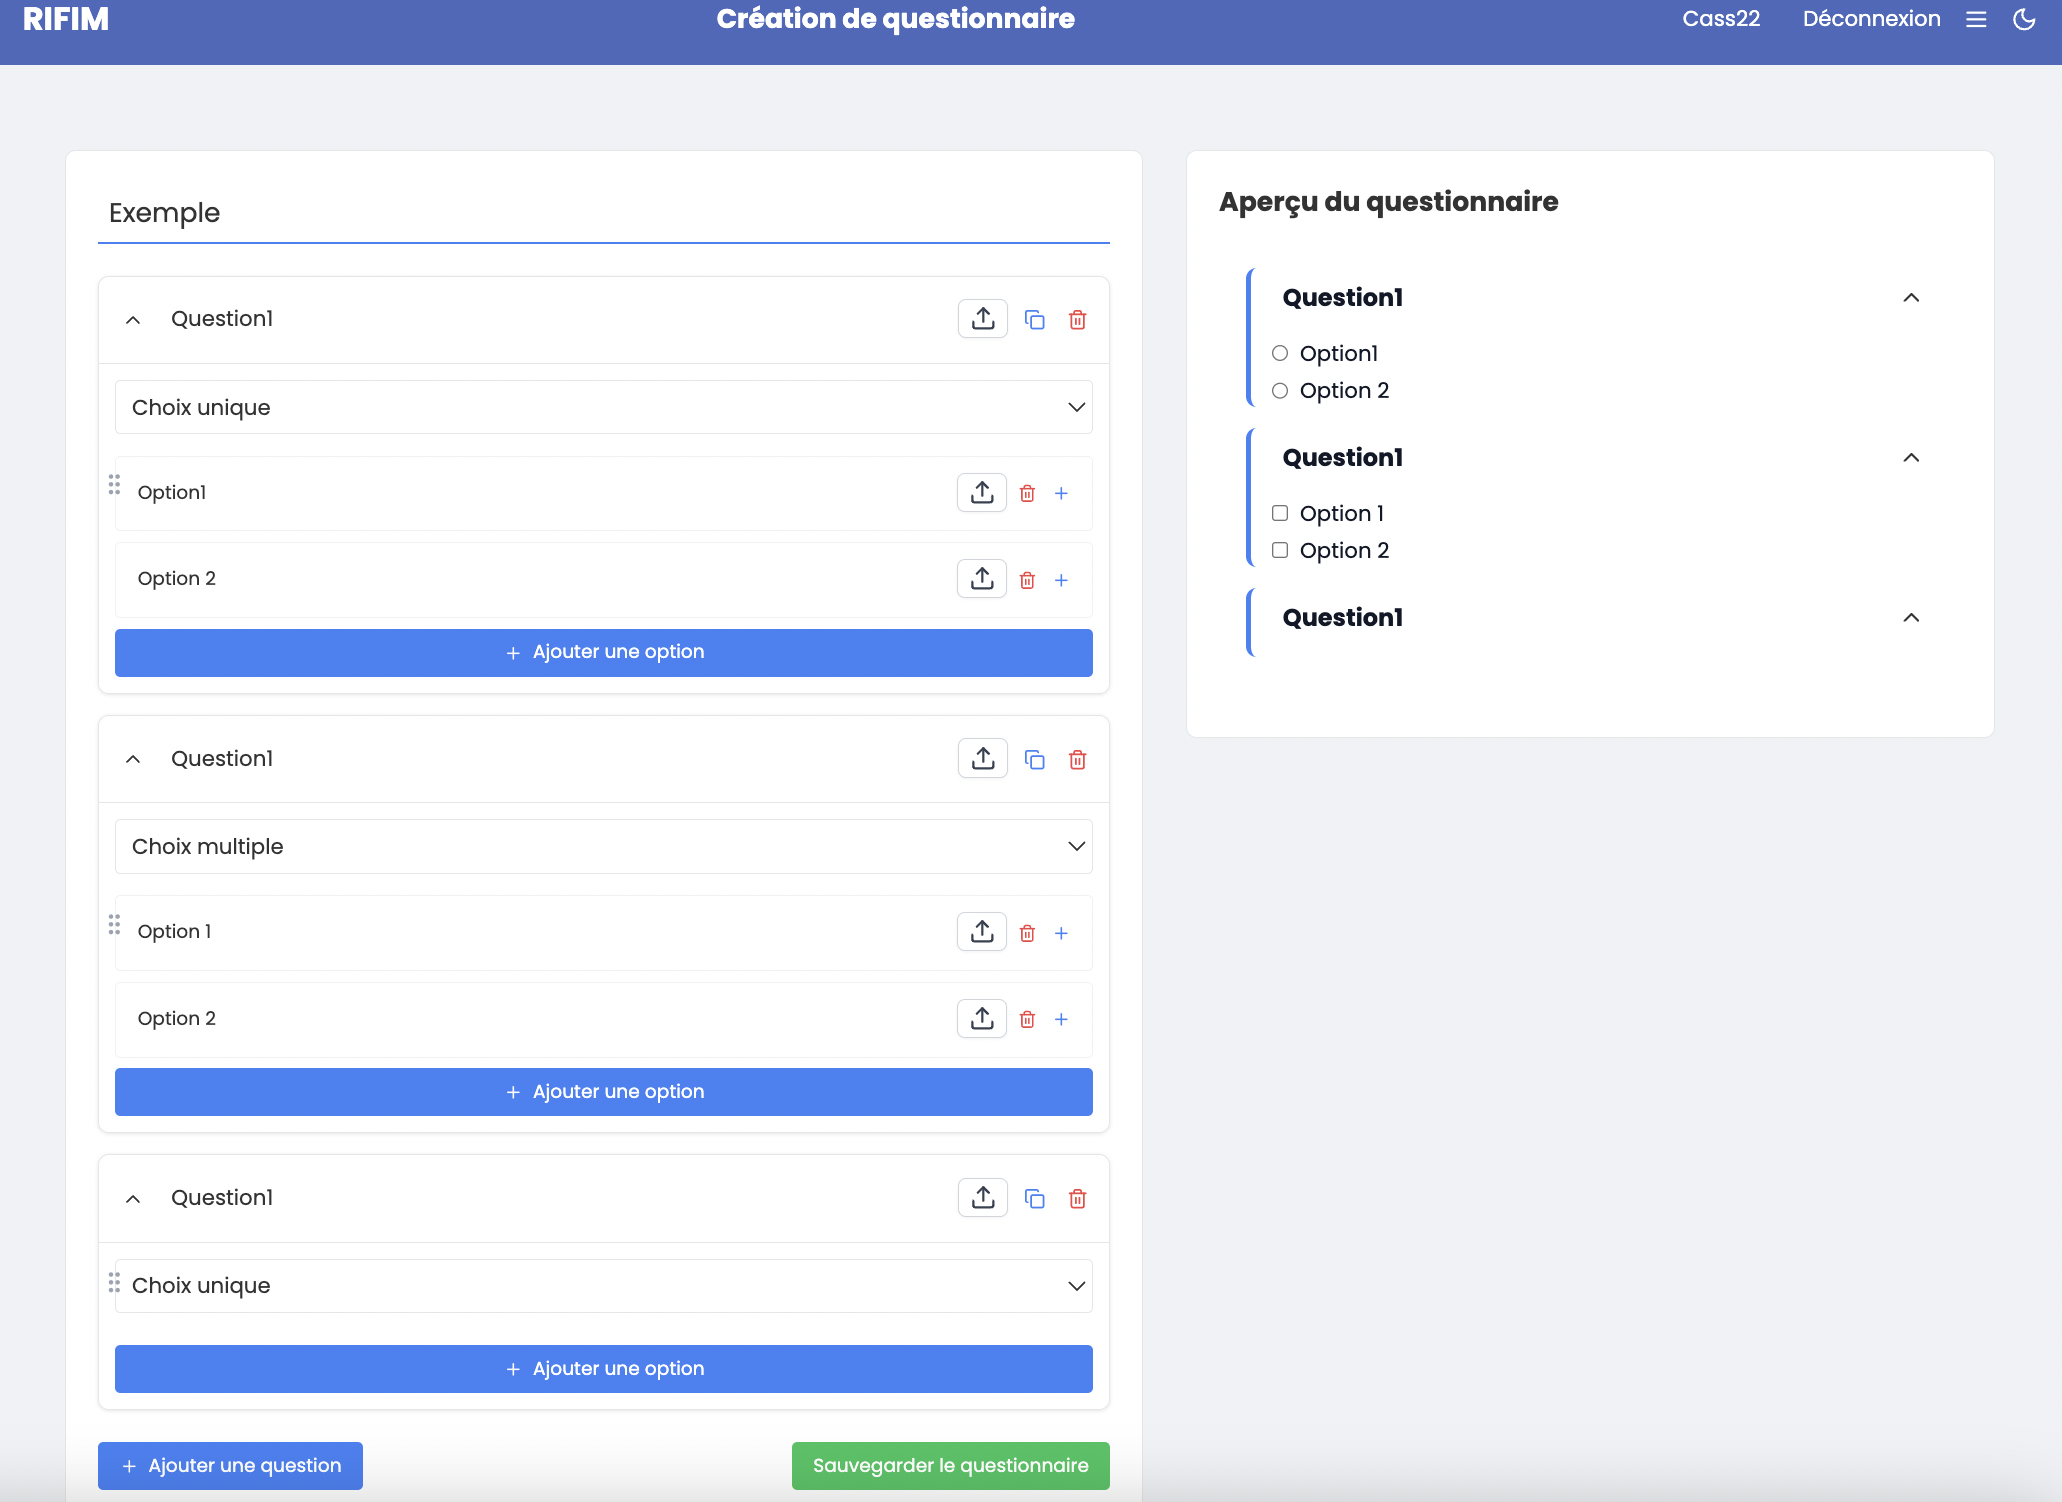 RIFIM
Création de questionnaire
Cass22
Déconnexion
Exemple
Question1
Choix unique
Option1
Option 2
+ Ajouter une option
Question1
Choix multiple
Option 1
Option 2
+ Ajouter une option
Question1
Choix unique
+ Ajouter une option
+ Ajouter une question
Sauvegarder le questionnaire
Aperçu du questionnaire
Question1
Option1
Option 2
Question1
Option 1
Option 2
Question1